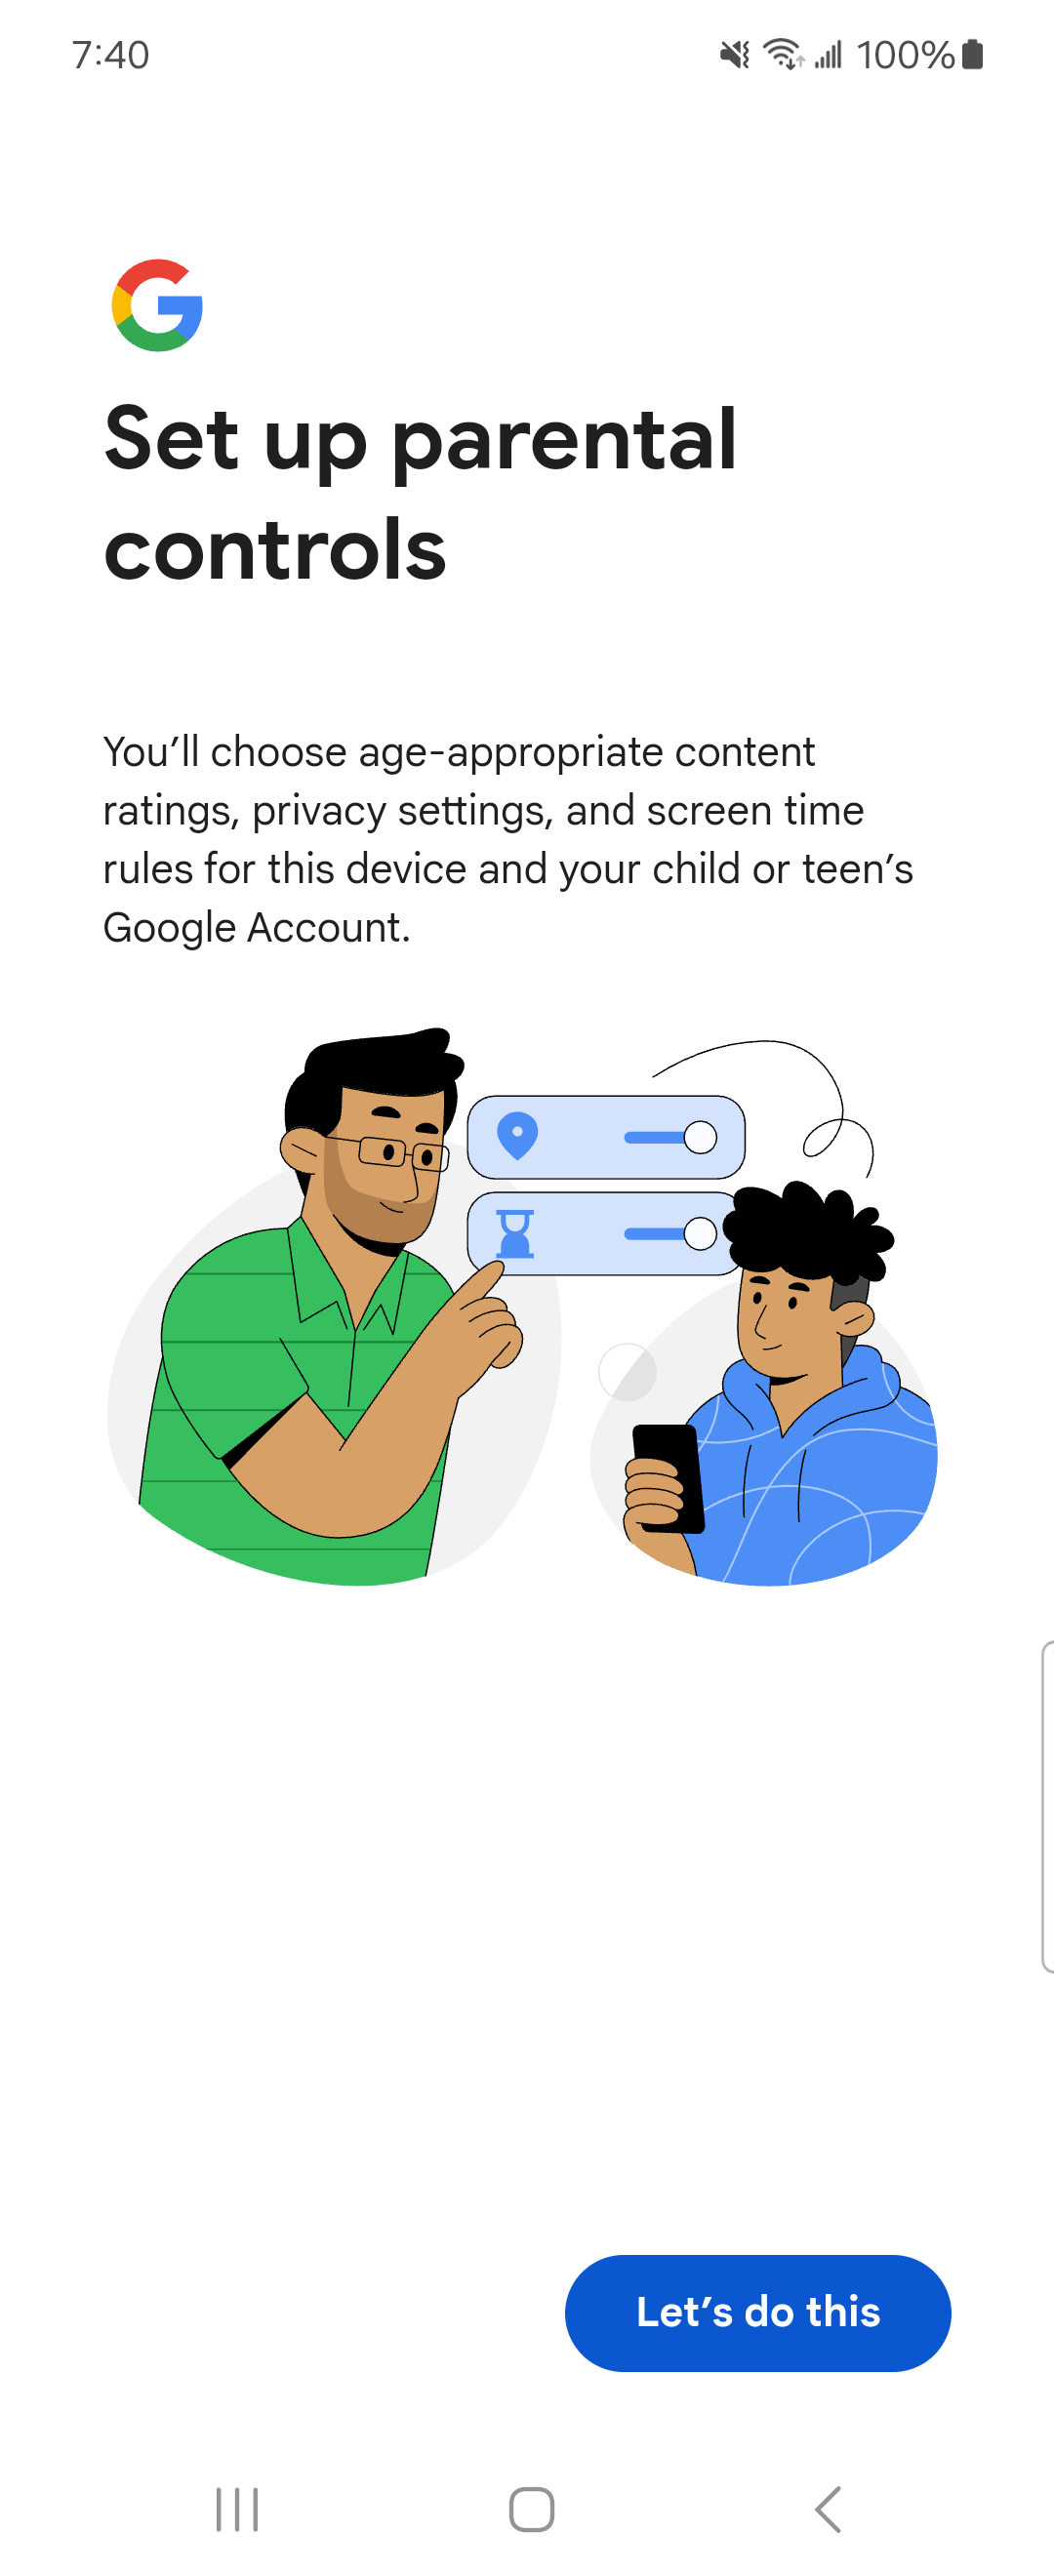 7:40 100%
Set up parental
controls
You’ll choose age-appropriate content
ratings, privacy settings, and screen time
rules for this device and your child or teen’s
Google Account.
Let’s do this